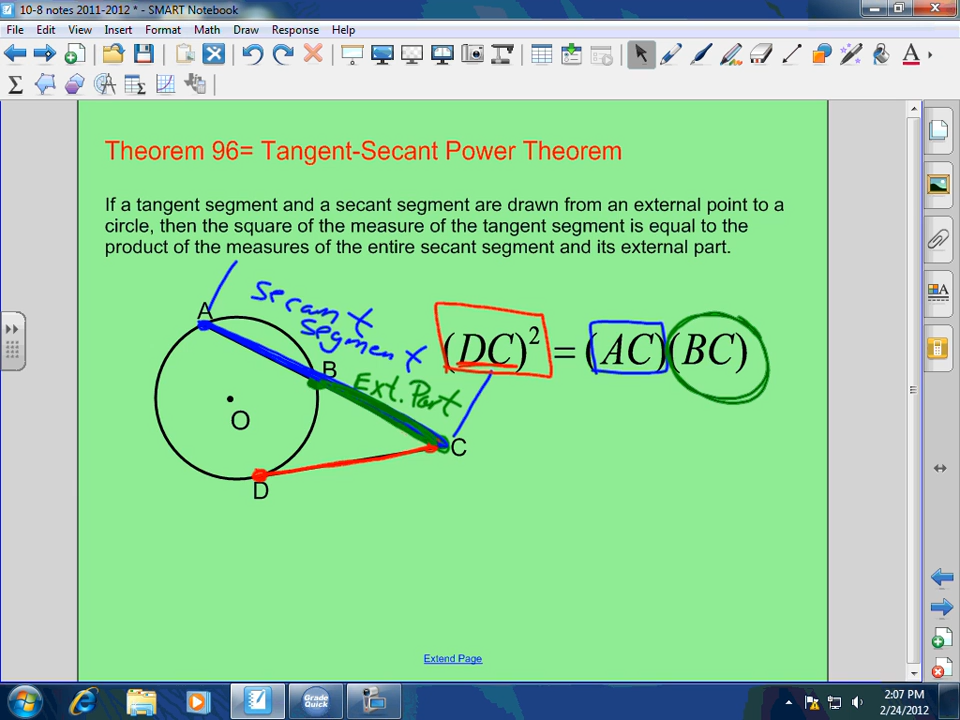 10-8 notes 2011-2012 * - SMART Notebook
File Edit View Insert Format Math Draw Response Help
Theorem 96= Tangent-Secant Power Theorem
If a tangent segment and a secant segment are drawn from an external point to a
circle, then the square of the measure of the tangent segment is equal to the
product of the measures of the entire secant segment and its external part.
A
secant
segment
(DC)² = (AC)(BC)
B
Ext. Part
O
C
D
Extend Page
Grade
Quick
2:07 PM
2/24/2012